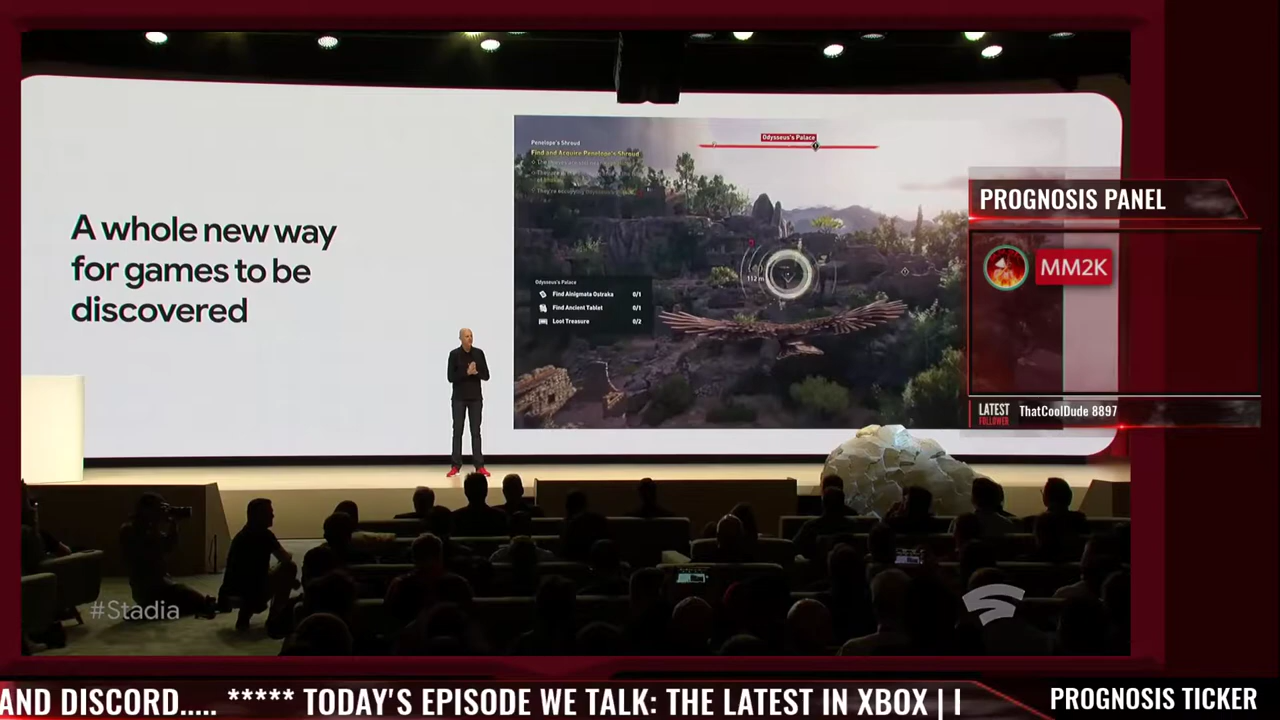 A whole new way
for games to be
discovered
Penelope's Shroud
Find and Acquire Penelope's Shroud
Odysseus's Palace
112 m
Odysseus's Palace
Find Ainigmata Ostraka 0/1
Find Ancient Tablet 0/1
Loot Treasure 0/2
PROGNOSIS PANEL
MM2K
LATEST
FOLLOWER
ThatCoolDude 8897
#Stadia
AND DISCORD..... ***** TODAY'S EPISODE WE TALK: THE LATEST IN XBOX | I
PROGNOSIS TICKER